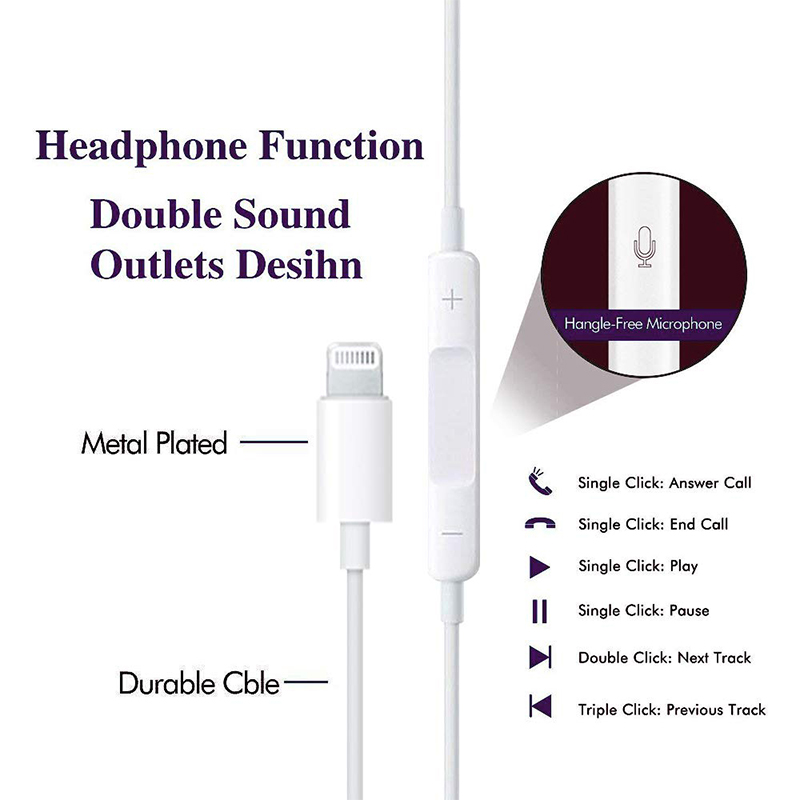 Headphone Function
Double Sound
Outlets Desihn
Hangle-Free Microphone
Metal Plated
Single Click: Answer Call
Single Click: End Call
Single Click: Play
Single Click: Pause
Double Click: Next Track
Triple Click: Previous Track
Durable Cble